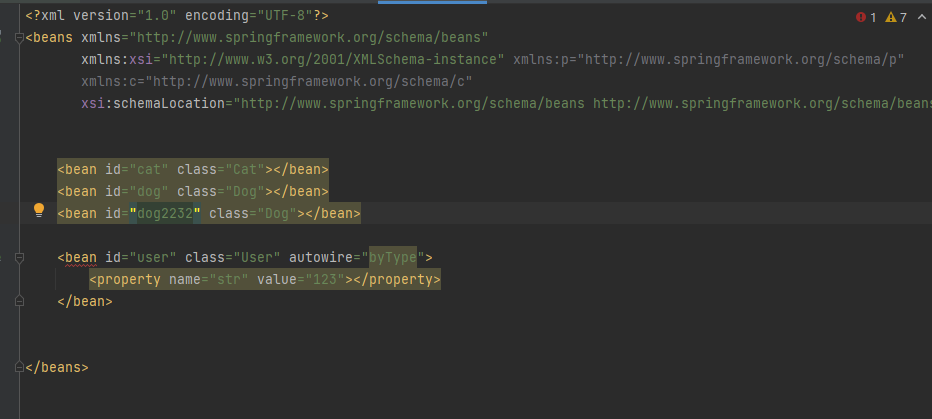 <?xml version="1.0" encoding="UTF-8"?>
1 7
<beans xmlns="http://www.springframework.org/schema/beans"
xmlns:xsi="http://www.w3.org/2001/XMLSchema-instance" xmlns:p="http://www.springframework.org/schema/p"
xmlns:c="http://www.springframework.org/schema/c"
xsi:schemaLocation="http://www.springframework.org/schema/beans http://www.springframework.org/schema/beans
<bean id="cat" class="Cat"></bean>
<bean id="dog" class="Dog"></bean>
<bean id="dog2232" class="Dog"></bean>
<bean id="user" class="User" autowire="byType">
<property name="str" value="123"></property>
</bean>
</beans>